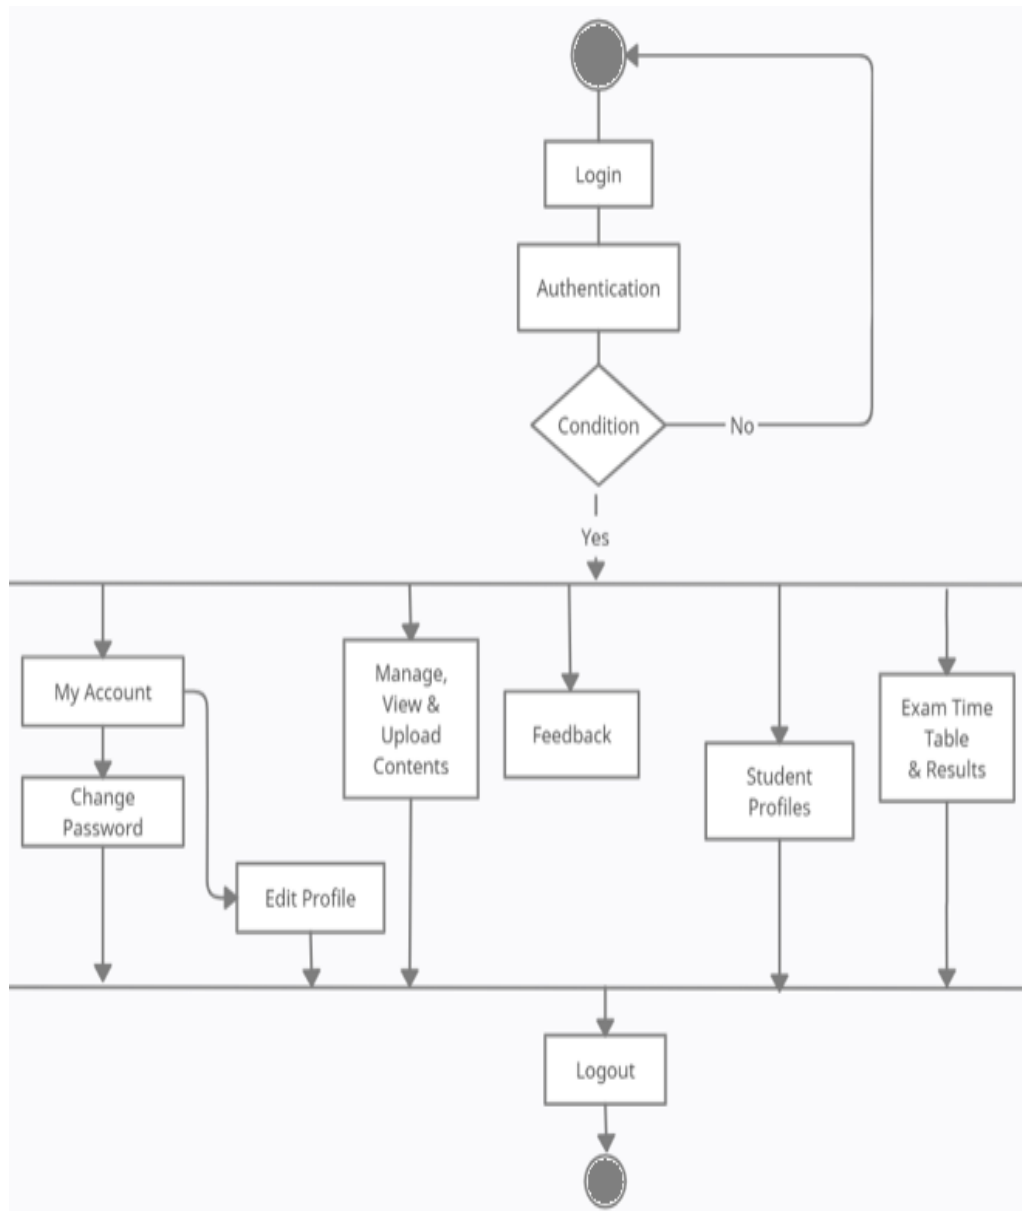 Login
Authentication
Condition
No
Yes
My Account
Change
Password
Edit Profile
Manage,
View &
Upload
Contents
Feedback
Student
Profiles
Exam Time
Table
& Results
Logout